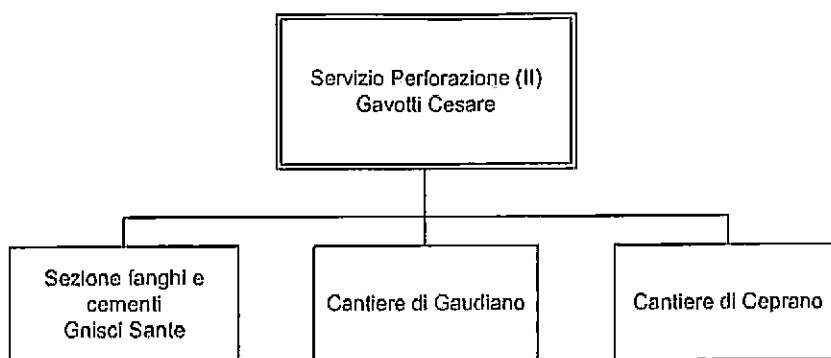 Servizio Perforazione (II)
Gavotti Cesare
Sezione fanghi e
cementi
Gnisci Sante
Cantiere di Gaudiano
Cantiere di Ceprano